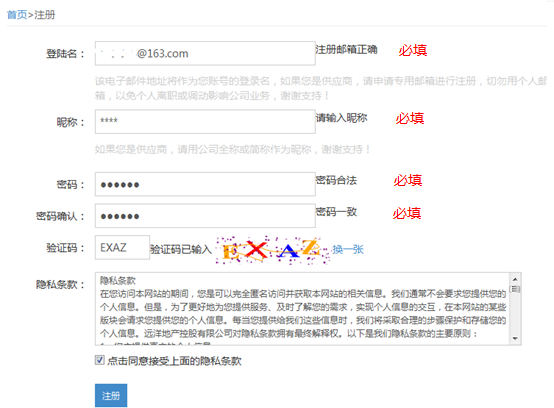 首页>注册
登陆名： @163.com 注册邮箱正确 必填
该电子邮件地址将作为您账号的登录名，如果您是供应商，请申请专用邮箱进行注册，切勿用个人邮
箱，以免个人离职或调动影响公司业务，谢谢支持！
昵称： **** 请输入昵称 必填
如果您是供应商，请用公司全称或简称作为昵称，谢谢支持！
密码： ●●●●●● 密码合法 必填
密码确认： ●●●●●● 密码一致 必填
验证码： EXAZ 验证码已输入 EXAZ 换一张
隐私条款： 隐私条款
在您访问本网站的期间，您是可以完全匿名访问并获取本网站的相关信息。我们通常不会要求您提供您的
个人信息。但是，为了更好地为您提供服务、及时了解您的需求，实现个人信息的交互，在本网站的某些
版块会请求您提供您的个人信息。每当您提供给我们这些信息时，我们将采取合理的步骤保护和存储您的
个人信息。远洋地产控股有限公司对隐私条款拥有最终解释权。以下是我们隐私条款的主要原则：
点击同意接受上面的隐私条款
注册